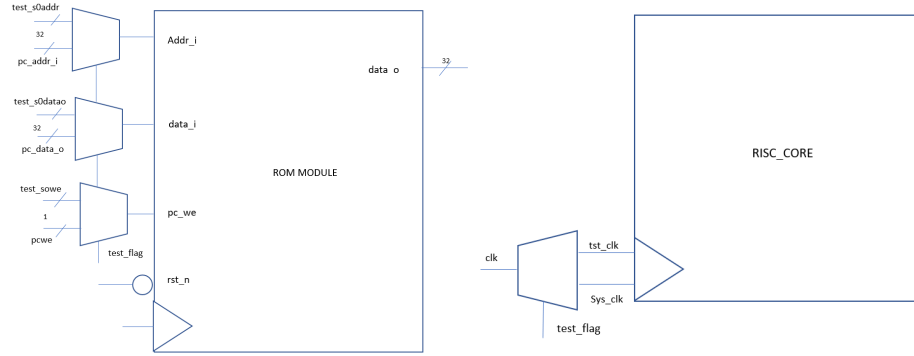 test_s0addr
32
pc_addr_i
Addr_i
data o
32
test_s0datao
32
pc_data_o
data_i
ROM MODULE
RISC_CORE
test_sowe
1
pcwe
pc_we
test_flag
rst_n
clk
tst_clk
Sys_clk
test_flag